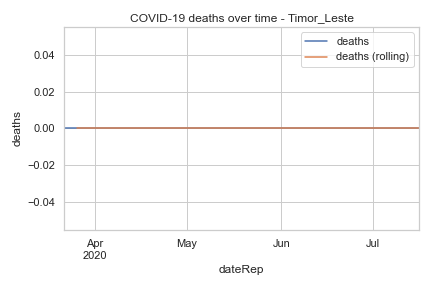 COVID-19 deaths over time - Timor_Leste
deaths
deaths (rolling)
0.04
0.02
0.00
−0.02
−0.04
deaths
Apr
2020
May
Jun
Jul
dateRep